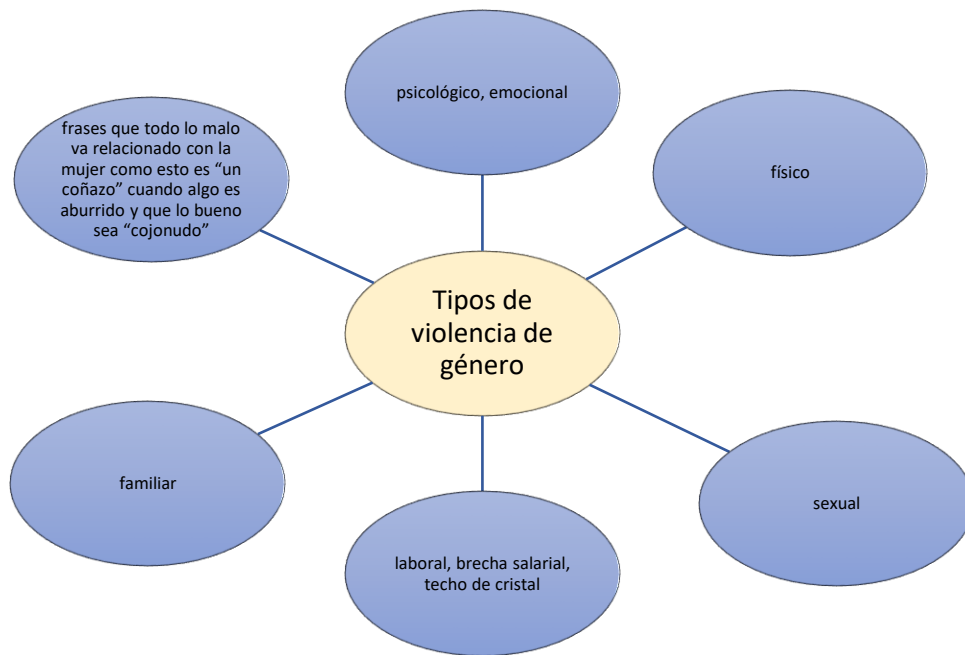 psicológico, emocional
frases que todo lo malo
va relacionado con la
mujer como esto es “un
coñazo” cuando algo es
aburrido y que lo bueno
sea “cojonudo”
físico
Tipos de
violencia de
género
familiar
sexual
laboral, brecha salarial,
techo de cristal